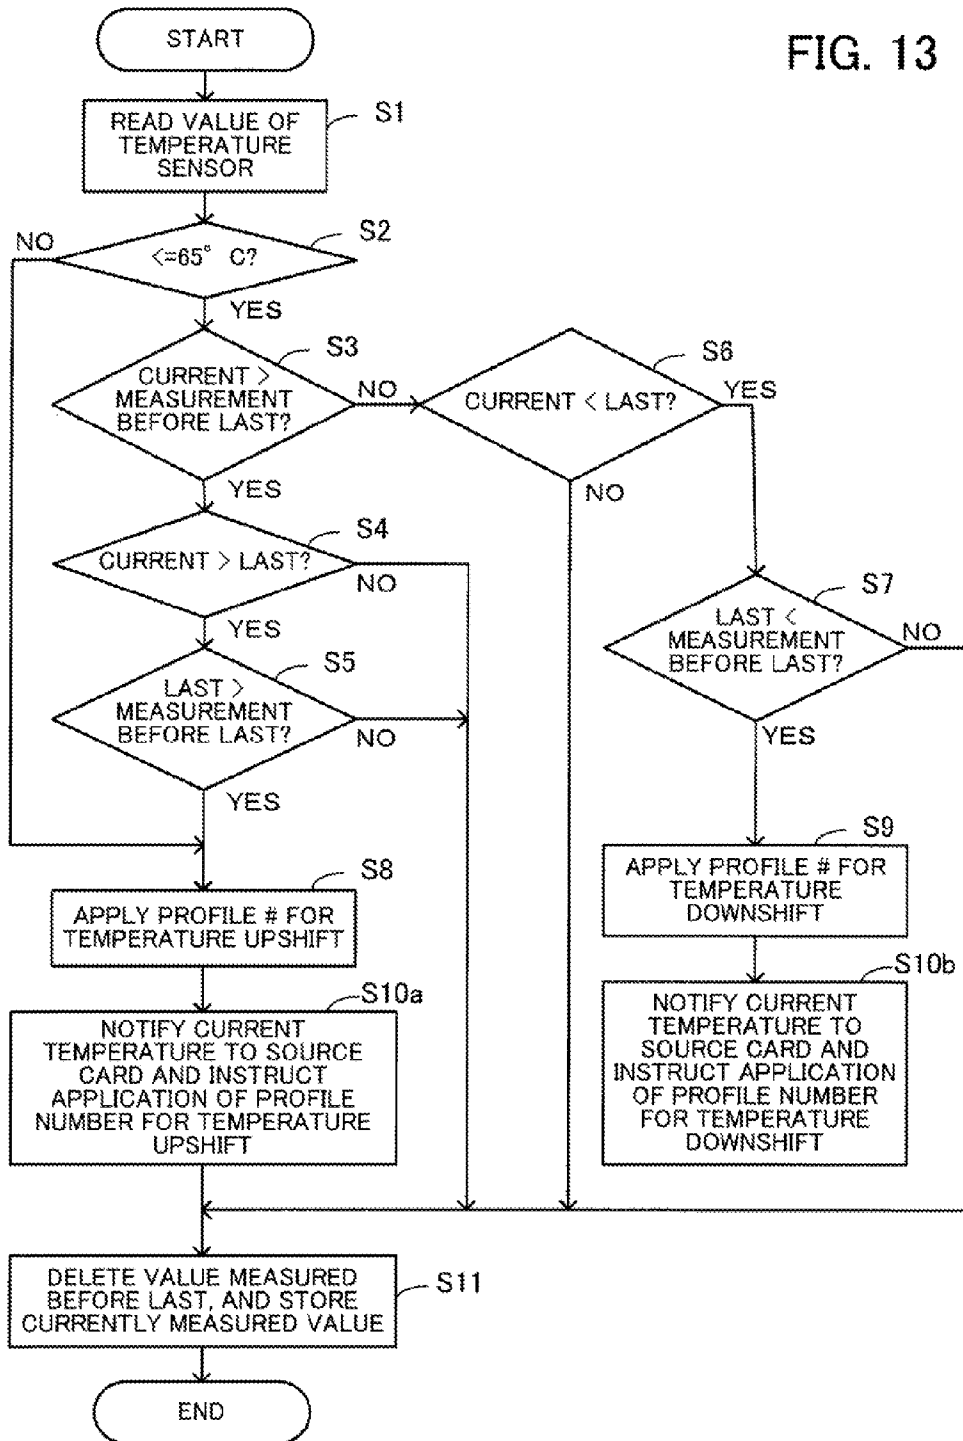 FIG. 13
START
S1
READ VALUE OF
TEMPERATURE
SENSOR
S2
NO
<=65° C?
YES
S3
CURRENT >
MEASUREMENT
BEFORE LAST?
NO
YES
S6
CURRENT < LAST?
YES
NO
S4
CURRENT > LAST?
NO
YES
S5
LAST >
MEASUREMENT
BEFORE LAST?
NO
YES
S7
LAST <
MEASUREMENT
BEFORE LAST?
NO
YES
S8
APPLY PROFILE # FOR
TEMPERATURE UPSHIFT
S9
APPLY PROFILE # FOR
TEMPERATURE
DOWNSHIFT
S10a
NOTIFY CURRENT
TEMPERATURE TO SOURCE
CARD AND INSTRUCT
APPLICATION OF PROFILE
NUMBER FOR TEMPERATURE
UPSHIFT
S10b
NOTIFY CURRENT
TEMPERATURE TO
SOURCE CARD AND
INSTRUCT APPLICATION
OF PROFILE NUMBER
FOR TEMPERATURE
DOWNSHIFT
S11
DELETE VALUE MEASURED
BEFORE LAST, AND STORE
CURRENTLY MEASURED VALUE
END